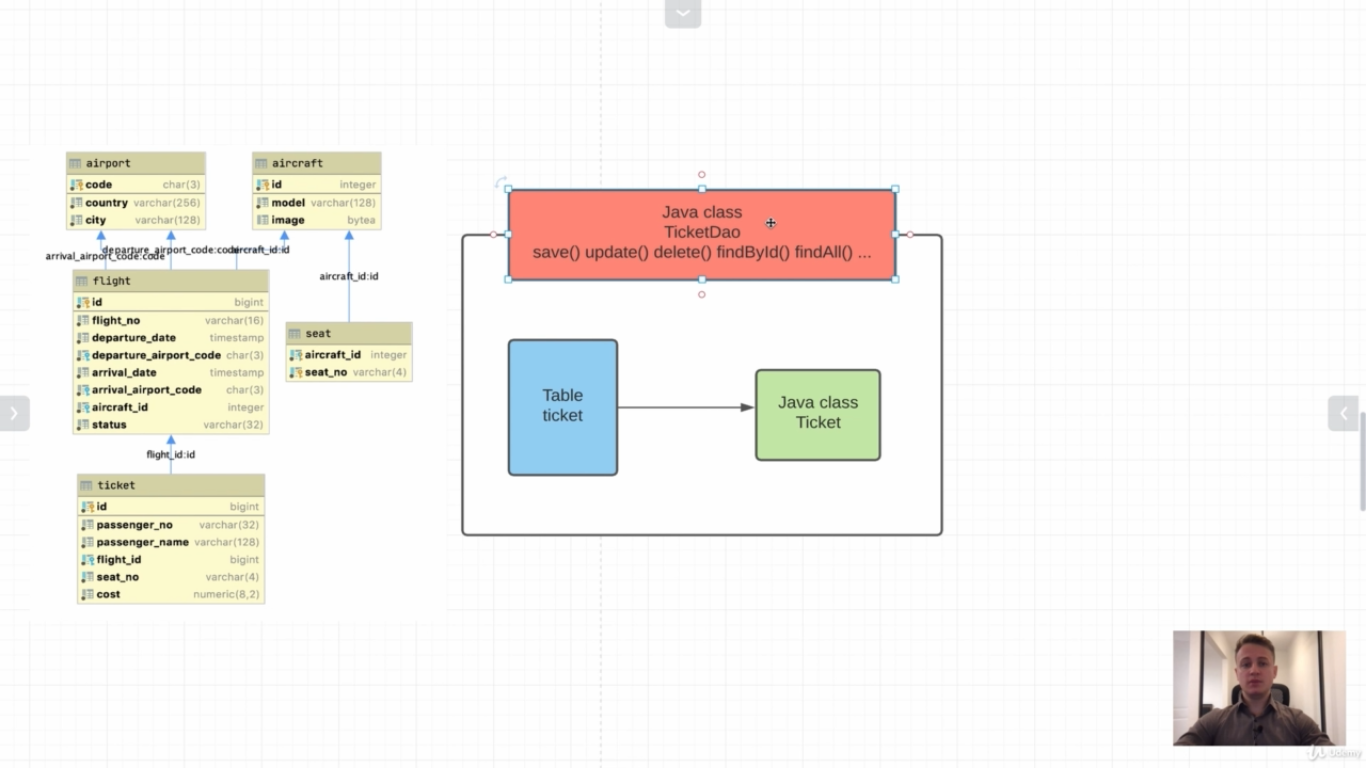 airport
code char(3)
country varchar(256)
city varchar(128)
aircraft
id integer
model varchar(128)
image bytea
departure_airport_code:code
aircraft_id:id
arrival_airport_code:code
aircraft_id:id
flight
id bigint
flight_no varchar(16)
departure_date timestamp
departure_airport_code char(3)
arrival_date timestamp
arrival_airport_code char(3)
aircraft_id integer
status varchar(32)
seat
aircraft_id integer
seat_no varchar(4)
flight_id:id
ticket
id bigint
passenger_no varchar(32)
passenger_name varchar(128)
flight_id bigint
seat_no varchar(4)
cost numeric(8,2)
Java class
TicketDao
save() update() delete() findById() findAll() ...
Table
ticket
Java class
Ticket
Udemy